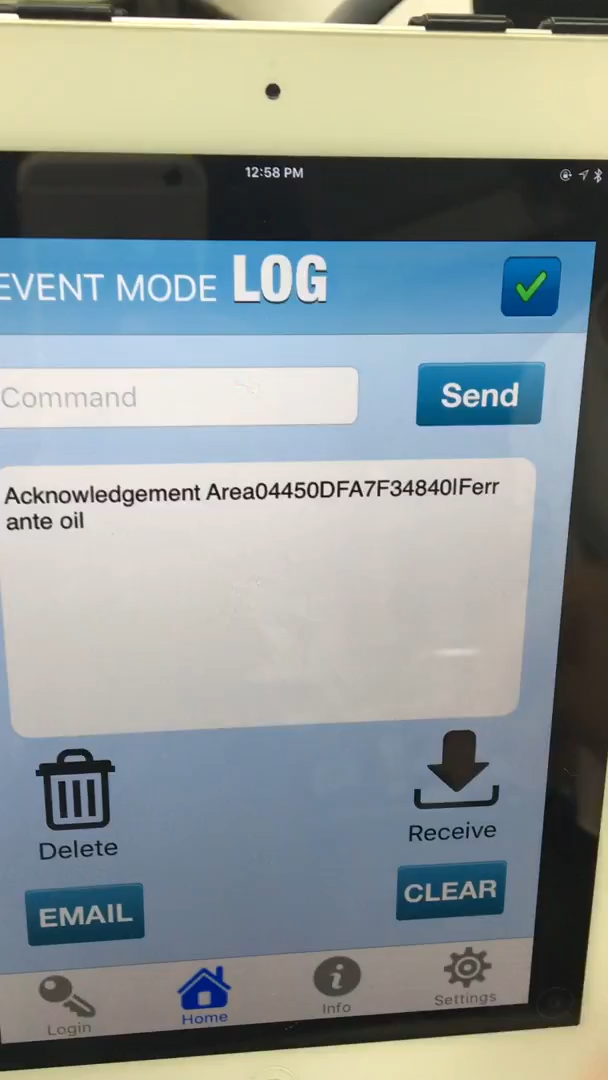 12:58 PM
EVENT MODE LOG
Command
Send
Acknowledgement Area04450DFA7F34840IFerr
ante oil
Delete
Receive
EMAIL
CLEAR
Login
Home
Info
Settings